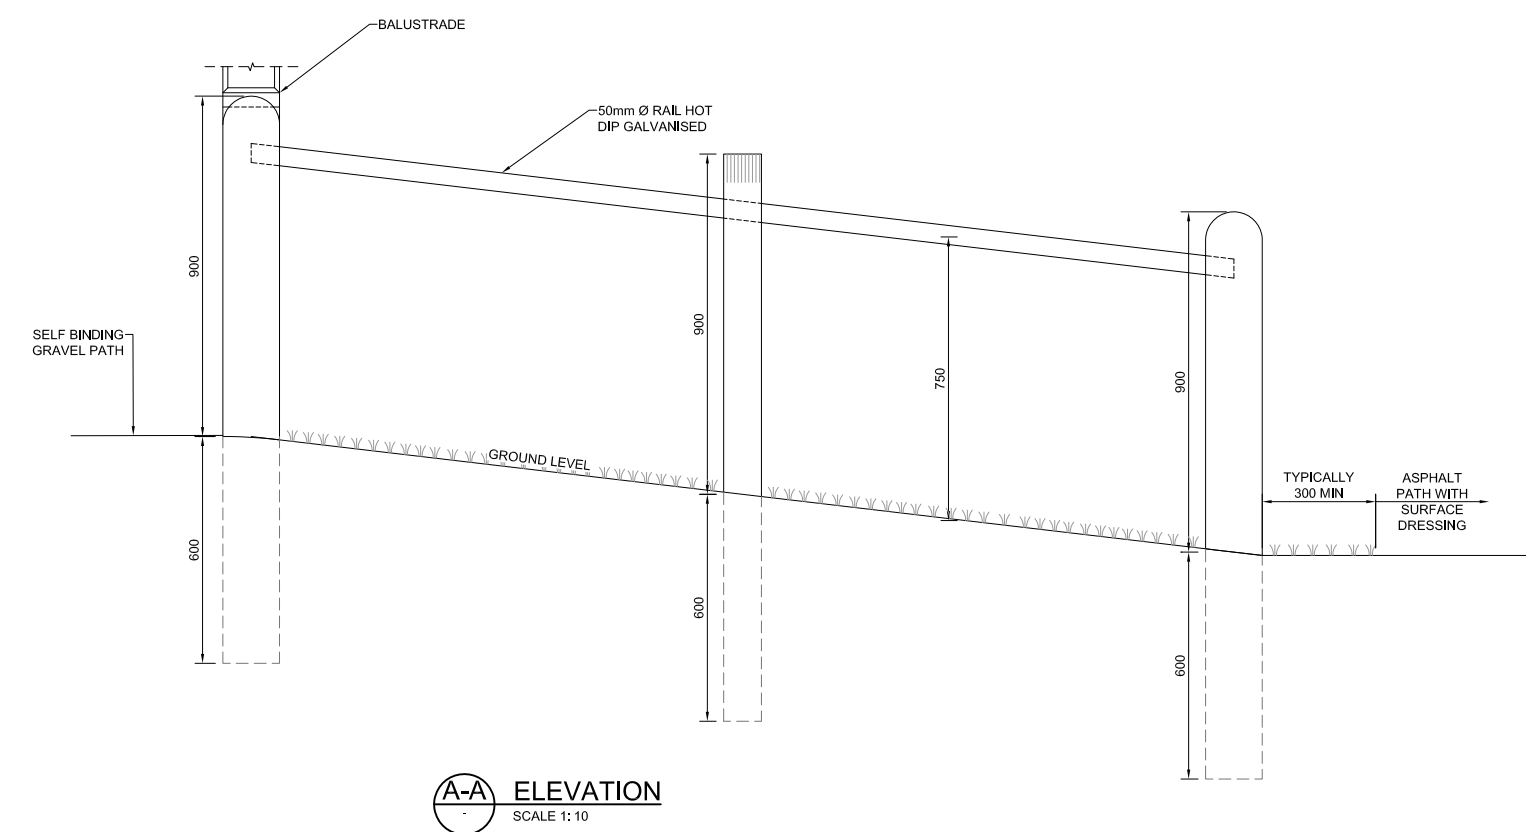 BALUSTRADE
50mm Ø RAIL HOT
DIP GALVANISED
900
900
900
750
SELF BINDING
GRAVEL PATH
GROUND LEVEL
TYPICALLY
300 MIN
ASPHALT
PATH WITH
SURFACE
DRESSING
600
600
600
A-A
-
ELEVATION
SCALE 1: 10